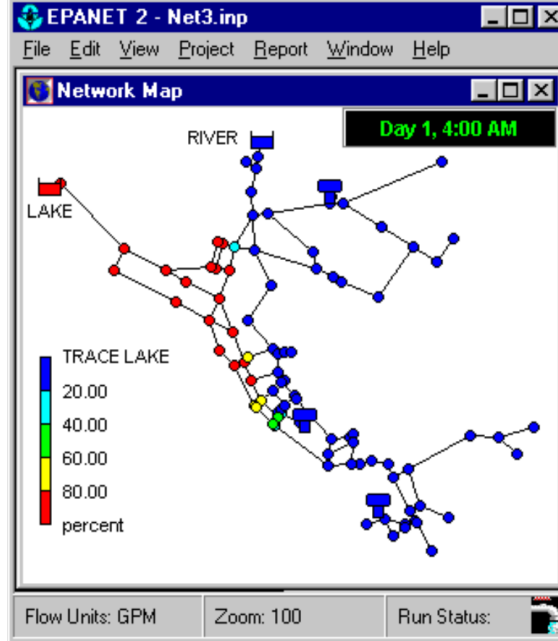 EPANET 2 - Net3.inp
File Edit View Project Report Window Help
Network Map
Day 1, 4:00 AM
RIVER
LAKE
TRACE LAKE
20.00
40.00
60.00
80.00
percent
Flow Units: GPM Zoom: 100 Run Status: